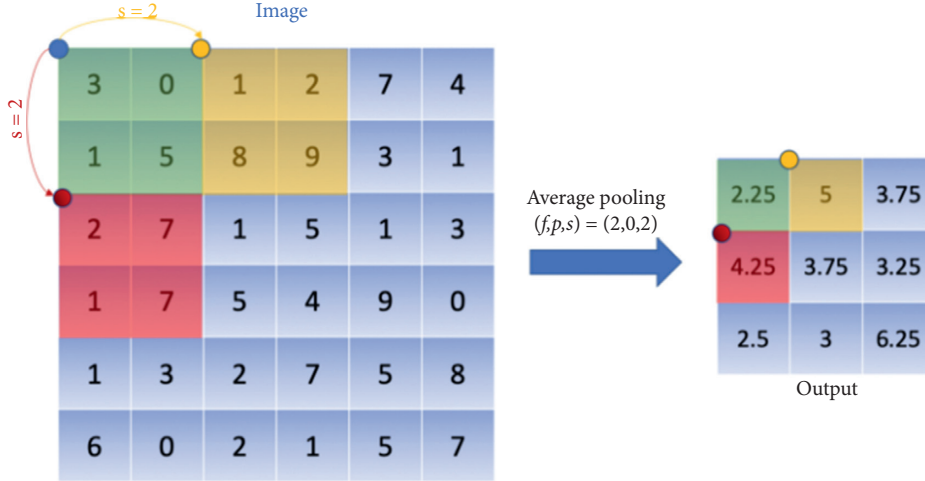 s = 2
Image
s = 2
3 0 1 2 7 4
1 5 8 9 3 1
2 7 1 5 1 3
1 7 5 4 9 0
1 3 2 7 5 8
6 0 2 1 5 7
Average pooling
(f,p,s) = (2,0,2)
2.25 5 3.75
4.25 3.75 3.25
2.5 3 6.25
Output